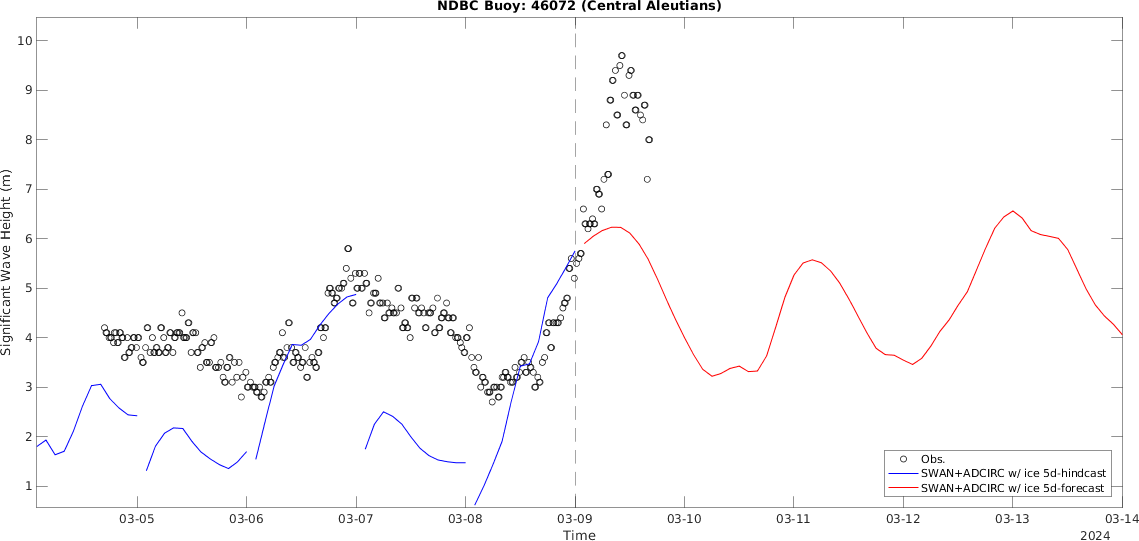 NDBC Buoy: 46072 (Central Aleutians)
10
9
8
7
6
5
4
3
2
1
Significant Wave Height (m)
Obs.
SWAN+ADCIRC w/ ice 5d-hindcast
SWAN+ADCIRC w/ ice 5d-forecast
03-05 03-06 03-07 03-08 03-09 03-10 03-11 03-12 03-13 03-14
Time
2024